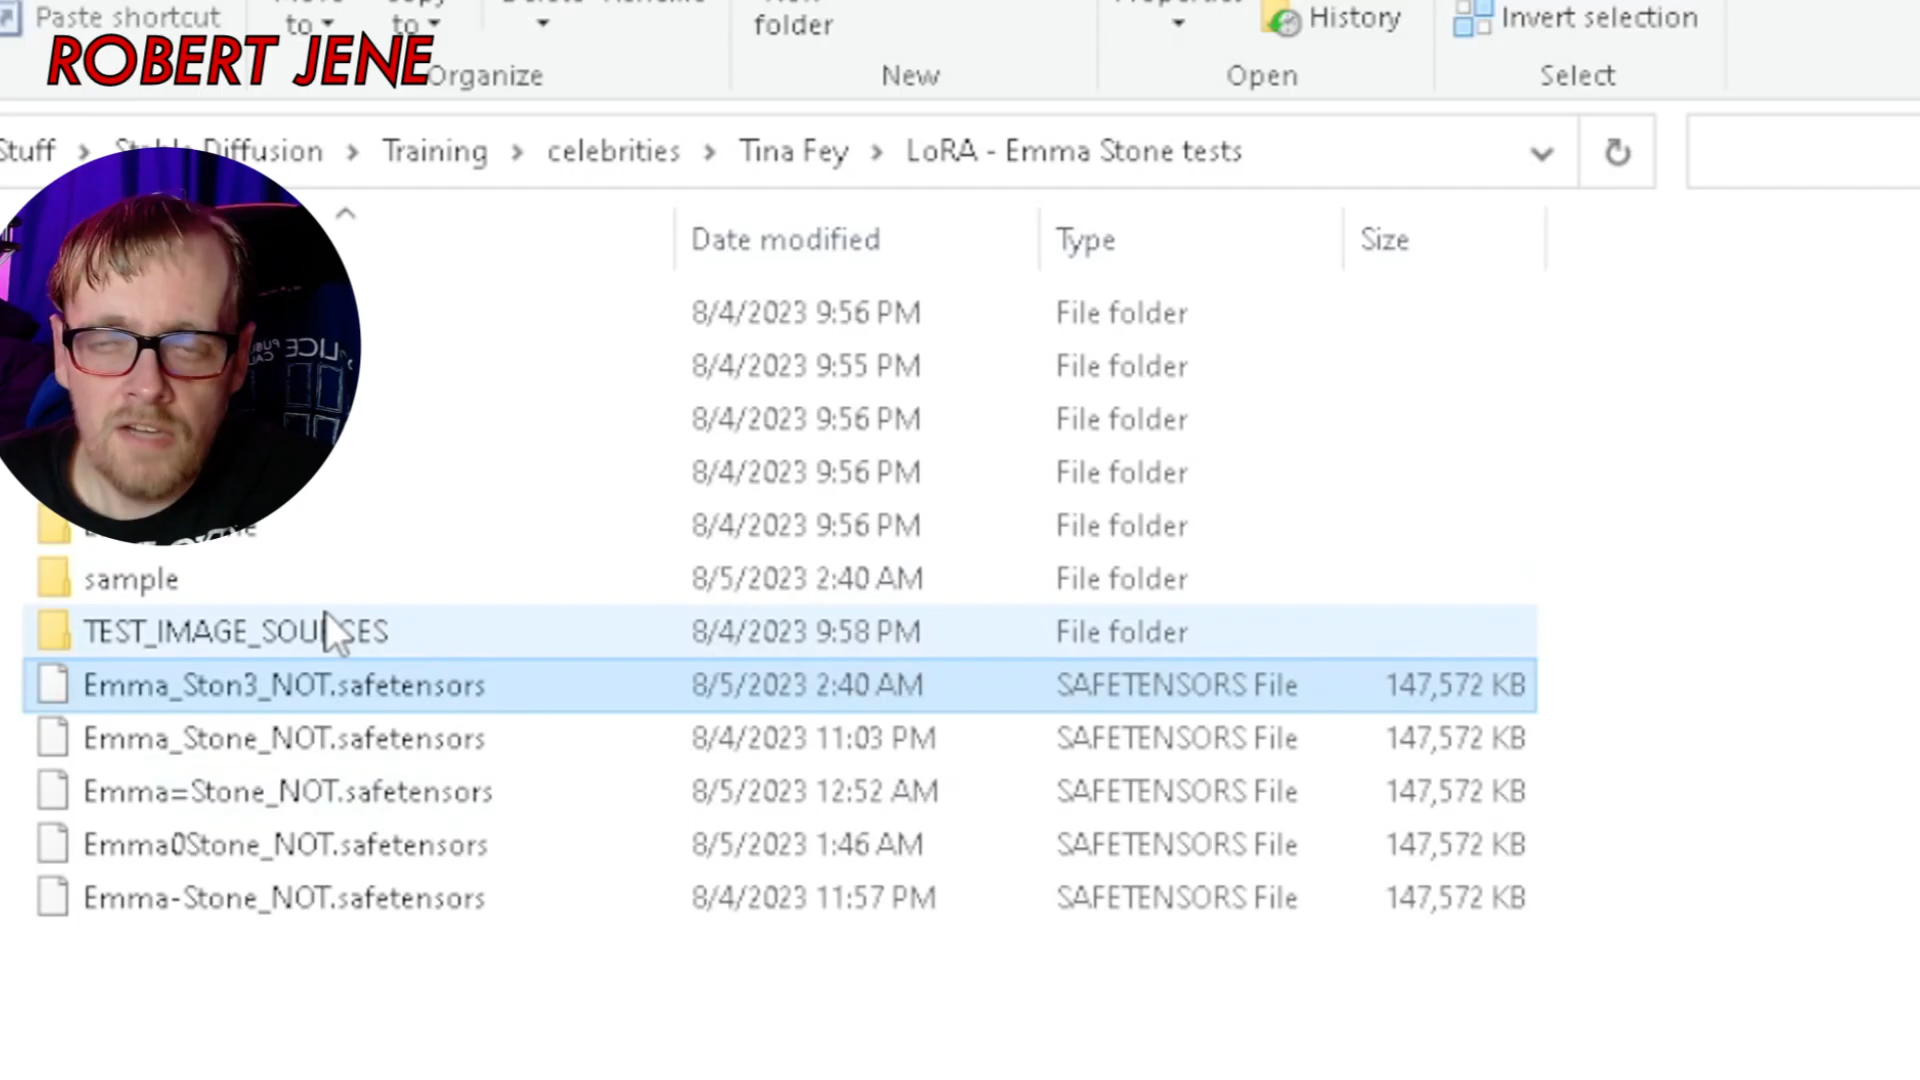 Paste shortcut
to
to
folder
History
Invert selection
ROBERT JENE
Organize
New
Open
Select
Stuff > Stable Diffusion > Training > celebrities > Tina Fey > LoRA - Emma Stone tests
Date modified Type Size
8/4/2023 9:56 PM File folder
8/4/2023 9:55 PM File folder
8/4/2023 9:56 PM File folder
8/4/2023 9:56 PM File folder
8/4/2023 9:56 PM File folder
sample 8/5/2023 2:40 AM File folder
TEST_IMAGE_SOURSES 8/4/2023 9:58 PM File folder
Emma_Ston3_NOT.safetensors 8/5/2023 2:40 AM SAFETENSORS File 147,572 KB
Emma_Stone_NOT.safetensors 8/4/2023 11:03 PM SAFETENSORS File 147,572 KB
Emma=Stone_NOT.safetensors 8/5/2023 12:52 AM SAFETENSORS File 147,572 KB
Emma0Stone_NOT.safetensors 8/5/2023 1:46 AM SAFETENSORS File 147,572 KB
Emma-Stone_NOT.safetensors 8/4/2023 11:57 PM SAFETENSORS File 147,572 KB